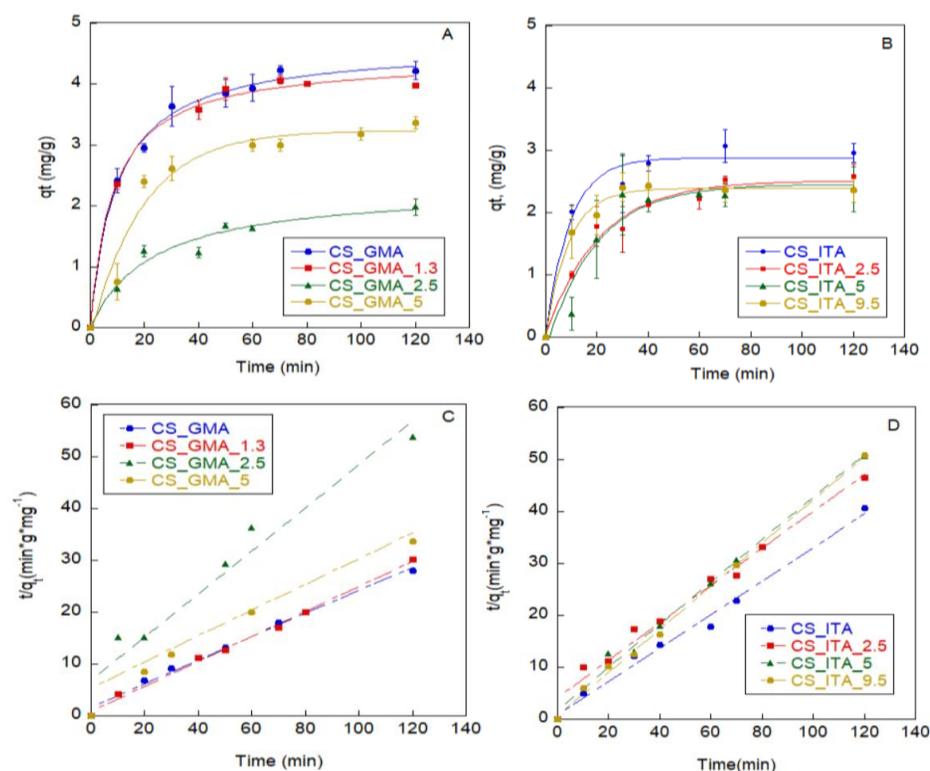 A
5
4
3
2
1
0
qt (mg/g)
CS_GMA
CS_GMA_1.3
CS_GMA_2.5
CS_GMA_5
0 20 40 60 80 100 120 140
Time (min)
B
5
4
3
2
1
0
qt, (mg/g)
CS_ITA
CS_ITA_2.5
CS_ITA_5
CS_ITA_9.5
0 20 40 60 80 100 120 140
Time (min)
C
60
50
40
30
20
10
0
t/qt(min*g*mg-1)
CS_GMA
CS_GMA_1.3
CS_GMA_2.5
CS_GMA_5
0 20 40 60 80 100 120 140
Time (min)
D
60
50
40
30
20
10
0
t/qt(min*g*mg-1)
CS_ITA
CS_ITA_2.5
CS_ITA_5
CS_ITA_9.5
0 20 40 60 80 100 120 140
Time(min)